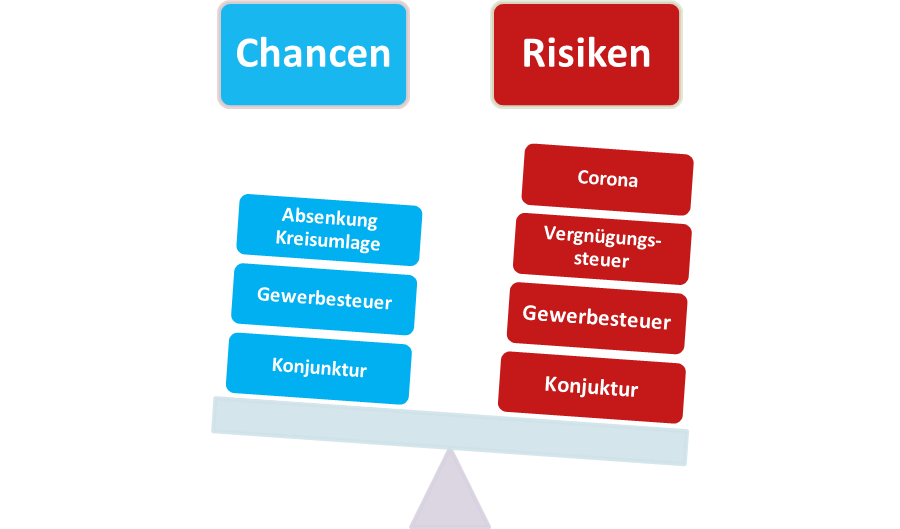 Chancen
Risiken
Absenkung
Kreisumlage
Gewerbesteuer
Konjunktur
Corona
Vergnügungs-
steuer
Gewerbesteuer
Konjuktur